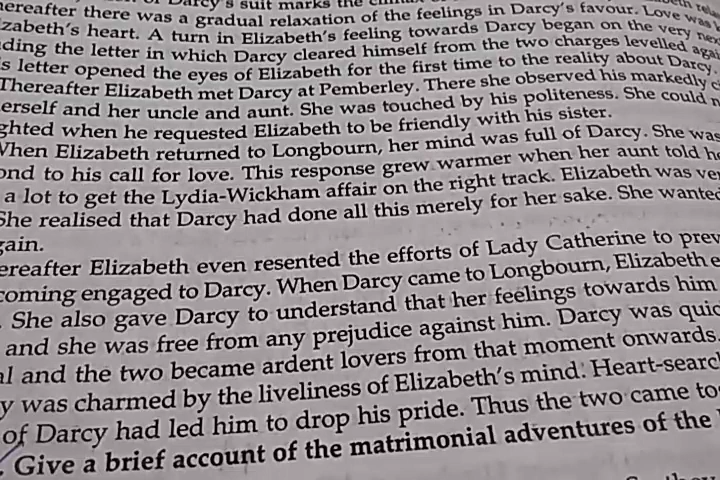 Darcy's suit marks the
hereafter there was a gradual relaxation of the feelings in Darcy's favour. Love was
zabeth's heart. A turn in Elizabeth's feeling towards Darcy began on the very nex
ding the letter in which Darcy cleared himself from the two charges levelled agai
s letter opened the eyes of Elizabeth for the first time to the reality about Darcy.
Thereafter Elizabeth met Darcy at Pemberley. There she observed his markedly c
erself and her uncle and aunt. She was touched by his politeness. She could n
ghted when he requested Elizabeth to be friendly with his sister.
When Elizabeth returned to Longbourn, her mind was full of Darcy. She was
ond to his call for love. This response grew warmer when her aunt told h
a lot to get the Lydia-Wickham affair on the right track. Elizabeth was ver
She realised that Darcy had done all this merely for her sake. She wanted
gain.
ereafter Elizabeth even resented the efforts of Lady Catherine to prev
coming engaged to Darcy. When Darcy came to Longbourn, Elizabeth e
. She also gave Darcy to understand that her feelings towards him
and she was free from any prejudice against him. Darcy was quic
al and the two became ardent lovers from that moment onwards.
y was charmed by the liveliness of Elizabeth's mind. Heart-search
of Darcy had led him to drop his pride. Thus the two came to
. Give a brief account of the matrimonial adventures of the